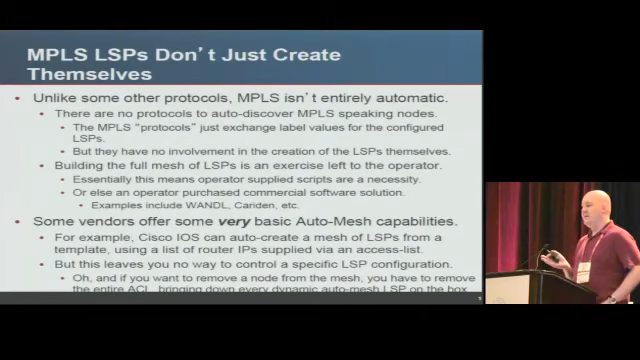 MPLS LSPs Don't Just Create
Themselves
• Unlike some other protocols, MPLS isn't entirely automatic.
• There are no protocols to auto-discover MPLS speaking nodes.
• The MPLS "protocols" just exchange label values for the configured
LSPs.
• But they have no involvement in the creation of the LSPs themselves.
• Building the full mesh of LSPs is an exercise left to the operator.
• Essentially this means operator supplied scripts are a necessity.
• Or else an operator purchased commercial software solution.
• Examples include WANDL, Cariden, etc.
• Some vendors offer some very basic Auto-Mesh capabilities.
• For example, Cisco IOS can auto-create a mesh of LSPs from a
template, using a list of router IPs supplied via an access-list.
• But this leaves you no way to control a specific LSP configuration.
• Oh, and if you want to remove a node from the mesh, you have to remove
the entire ACL, bringing down every dynamic auto-mesh LSP on the box